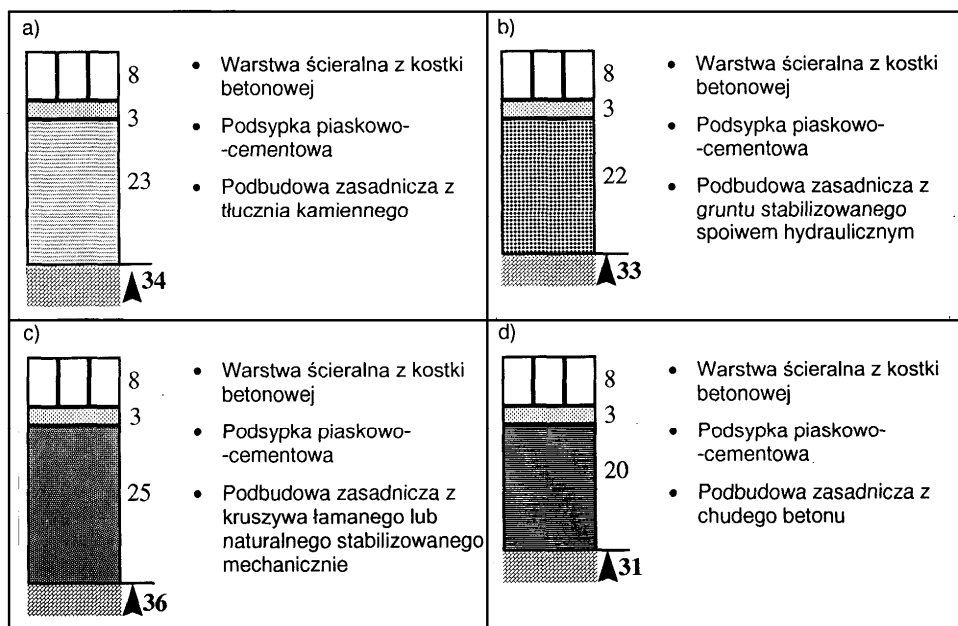 a)
8
3
23
34
• Warstwa ścieralna z kostki
betonowej
• Podsypka piaskowo-
-cementowa
• Podbudowa zasadnicza z
tłucznia kamiennego
b)
8
3
22
33
• Warstwa ścieralna z kostki
betonowej
• Podsypka piaskowo-
-cementowa
• Podbudowa zasadnicza z
gruntu stabilizowanego
spoiwem hydraulicznym
c)
8
3
25
36
• Warstwa ścieralna z kostki
betonowej
• Podsypka piaskowo-
-cementowa
• Podbudowa zasadnicza z
kruszywa łamanego lub
naturalnego stabilizowanego
mechanicznie
d)
8
3
20
31
• Warstwa ścieralna z kostki
betonowej
• Podsypka piaskowo-
-cementowa
• Podbudowa zasadnicza z
chudego betonu